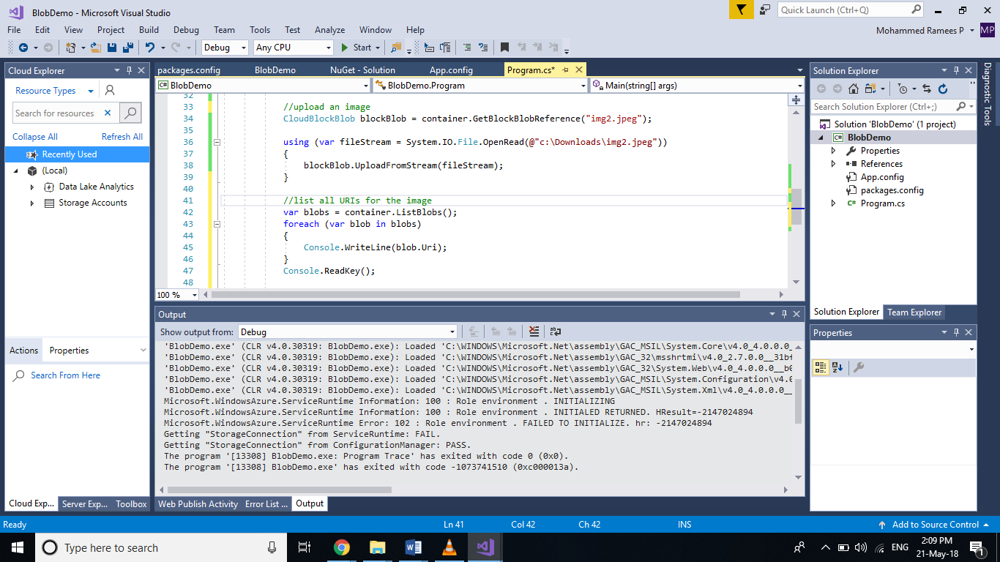 BlobDemo - Microsoft Visual Studio
Quick Launch (Ctrl+Q)
File Edit View Project Build Debug Team Tools Test Analyze Window Help
Mohammed Ramees P MP
Debug Any CPU Start
Cloud Explorer
Resource Types
Search for resources
Collapse All Refresh All
Recently Used
(Local)
Data Lake Analytics
Storage Accounts
Actions Properties
Search From Here
Cloud Exp... Server Exp... Toolbox
packages.config BlobDemo NuGet - Solution App.config Program.cs*
C# BlobDemo BlobDemo.Program Main(string[] args)
32
33 //upload an image
34 CloudBlockBlob blockBlob = container.GetBlockBlobReference("img2.jpeg");
35
36 using (var fileStream = System.IO.File.OpenRead(@"c:\Downloads\img2.jpeg"))
37 {
38 blockBlob.UploadFromStream(fileStream);
39 }
40
41 //list all URIs for the image
42 var blobs = container.ListBlobs();
43 foreach (var blob in blobs)
44 {
45 Console.WriteLine(blob.Uri);
46 }
47 Console.ReadKey();
48
100 %
Output
Show output from: Debug
'BlobDemo.exe' (CLR v4.0.30319: BlobDemo.exe): Loaded 'C:\WINDOWS\Microsoft.Net\assembly\GAC_MSIL\System.Core\v4.0_4.0.0.0_
'BlobDemo.exe' (CLR v4.0.30319: BlobDemo.exe): Loaded 'C:\WINDOWS\Microsoft.Net\assembly\GAC_32\msshrtmi\v4.0_2.7.0.0__31bf
'BlobDemo.exe' (CLR v4.0.30319: BlobDemo.exe): Loaded 'C:\WINDOWS\Microsoft.Net\assembly\GAC_32\System.Web\v4.0_4.0.0.0__b0
'BlobDemo.exe' (CLR v4.0.30319: BlobDemo.exe): Loaded 'C:\WINDOWS\Microsoft.Net\assembly\GAC_MSIL\System.Configuration\v4.0
'BlobDemo.exe' (CLR v4.0.30319: BlobDemo.exe): Loaded 'C:\WINDOWS\Microsoft.Net\assembly\GAC_MSIL\System.Xml\v4.0_4.0.0.0__
Microsoft.WindowsAzure.ServiceRuntime Information: 100 : Role environment . INITIALIZING
Microsoft.WindowsAzure.ServiceRuntime Information: 100 : Role environment . INITIALED RETURNED. HResult=-2147024894
Microsoft.WindowsAzure.ServiceRuntime Error: 102 : Role environment . FAILED TO INITIALIZE. hr: -2147024894
Getting "StorageConnection" from ServiceRuntime: FAIL.
Getting "StorageConnection" from ConfigurationManager: PASS.
The program '[13308] BlobDemo.exe: Program Trace' has exited with code 0 (0x0).
The program '[13308] BlobDemo.exe' has exited with code -1073741510 (0xc000013a).
Web Publish Activity Error List ... Output
Solution Explorer
Search Solution Explorer (Ctrl+;)
Solution 'BlobDemo' (1 project)
C# BlobDemo
Properties
References
App.config
packages.config
C# Program.cs
Solution Explorer Team Explorer
Properties
Diagnostic Tools
Ready Ln 41 Col 42 Ch 42 INS Add to Source Control
Type here to search
ENG
2:09 PM
21-May-18
1